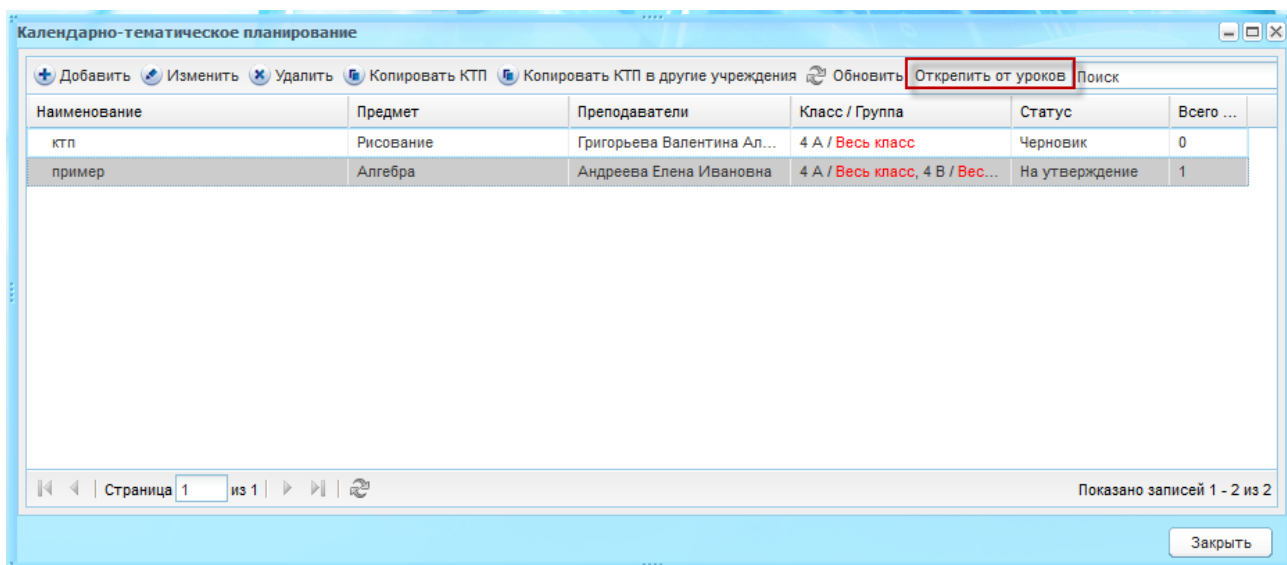 Календарно-тематическое планирование
Добавить Изменить Удалить Копировать КТП Копировать КТП в другие учреждения Обновить Открепить от уроков Поиск
Наименование Предмет Преподаватели Класс / Группа Статус Всего ...
ктп Рисование Григорьева Валентина Ал... 4 А / Весь класс Черновик 0
пример Алгебра Андреева Елена Ивановна 4 А / Весь класс, 4 В / Вес... На утверждение 1
Страница 1 из 1 Показано записей 1 - 2 из 2
Закрыть